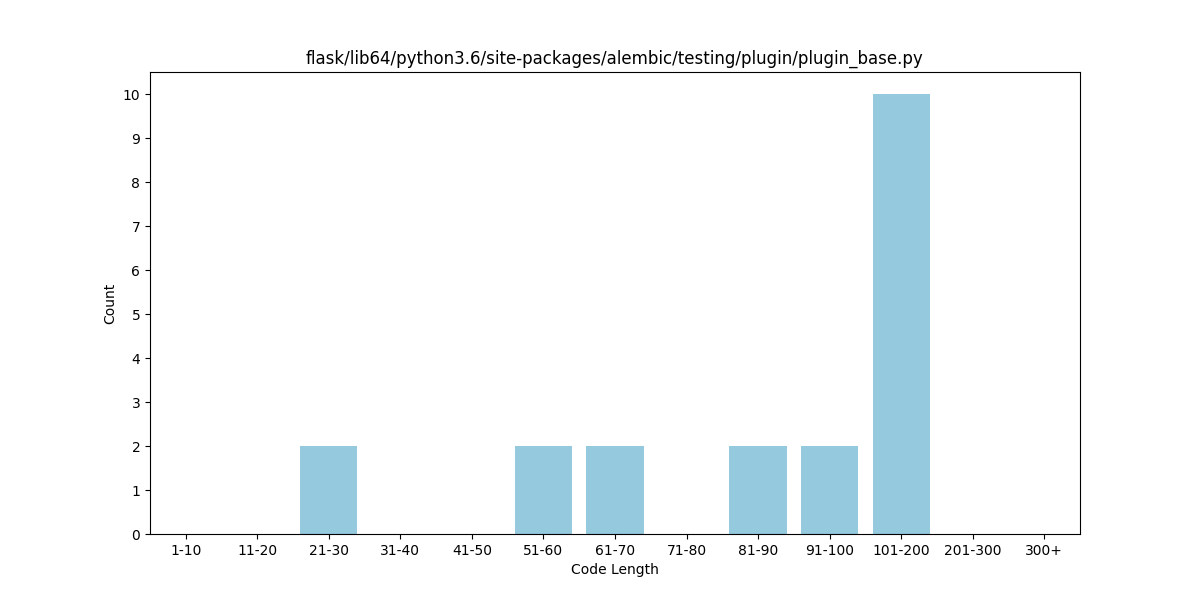 flask/lib64/python3.6/site-packages/alembic/testing/plugin/plugin_base.py
10
9
8
7
6
5
4
3
2
1
0
Count
1-10 11-20 21-30 31-40 41-50 51-60 61-70 71-80 81-90 91-100 101-200 201-300 300+
Code Length